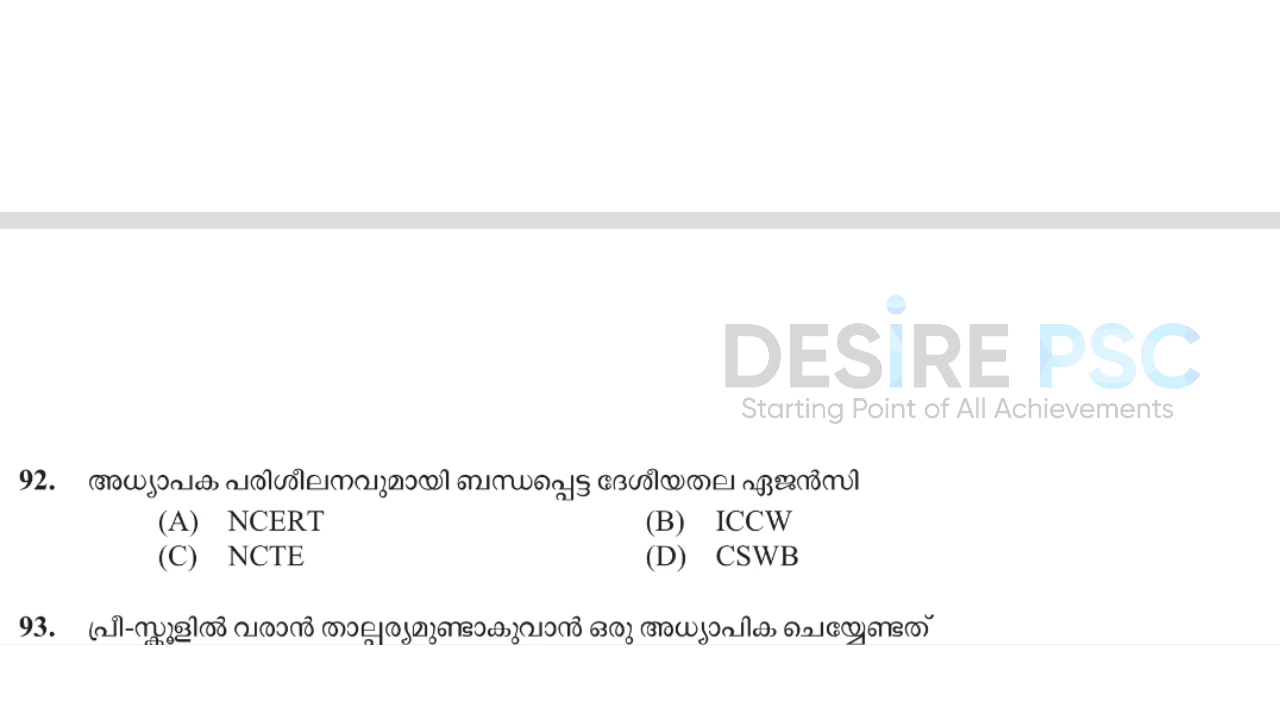 DESIRE PSC
Starting Point of All Achievements
92. അധ്യാപക പരിശീലനവുമായി ബന്ധപ്പെട്ട ദേശീയതല ഏജൻസി
(A) NCERT (B) ICCW
(C) NCTE (D) CSWB
93. പ്രീ-സ്കൂളിൽ വരാൻ താല്പര്യമുണ്ടാകുവാൻ ഒരു അധ്യാപിക ചെയ്യേണ്ടത്